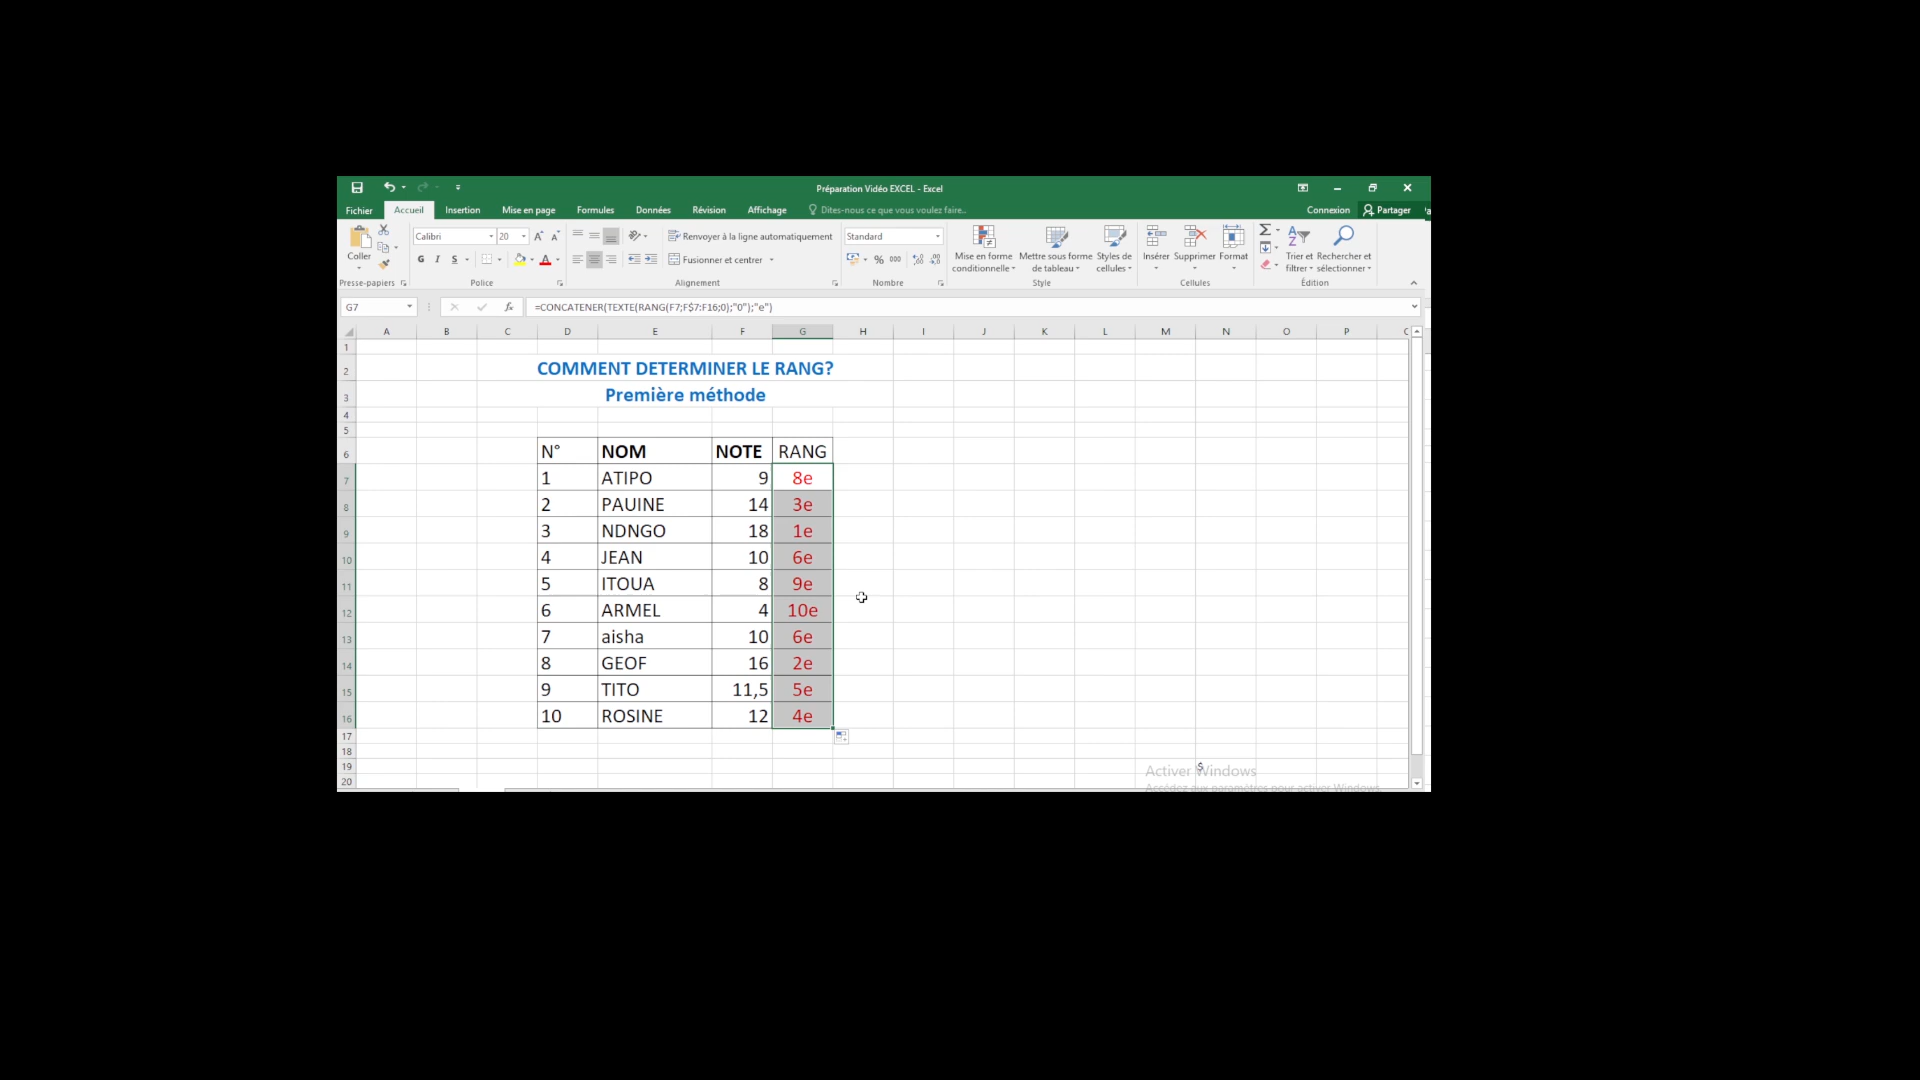 Préparation Vidéo EXCEL - Excel
Fichier Accueil Insertion Mise en page Formules Données Révision Affichage Dites-nous ce que vous voulez faire.. Connexion Partager
Coller Calibri 20 Renvoyer à la ligne automatiquement Standard
G I S A Fusionner et centrer % 000
Mise en forme conditionnelle Mettre sous forme de tableau Styles de cellules Insérer Supprimer Format Trier et filtrer Rechercher et sélectionner
Presse-papiers Police Alignement Nombre Style Cellules Édition
G7 fx =CONCATENER(TEXTE(RANG(F7;F$7:F16;0);"0");"e")
A B C D E F G H I J K L M N O P
1
2 COMMENT DETERMINER LE RANG?
3 Première méthode
4
5
6 N° NOM NOTE RANG
7 1 ATIPO 9 8e
8 2 PAUINE 14 3e
9 3 NDNGO 18 1e
10 4 JEAN 10 6e
11 5 ITOUA 8 9e
12 6 ARMEL 4 10e
13 7 aisha 10 6e
14 8 GEOF 16 2e
15 9 TITO 11,5 5e
16 10 ROSINE 12 4e
17
18
19 Activer Windows $
20 Accédez aux paramètres pour activer Windows.